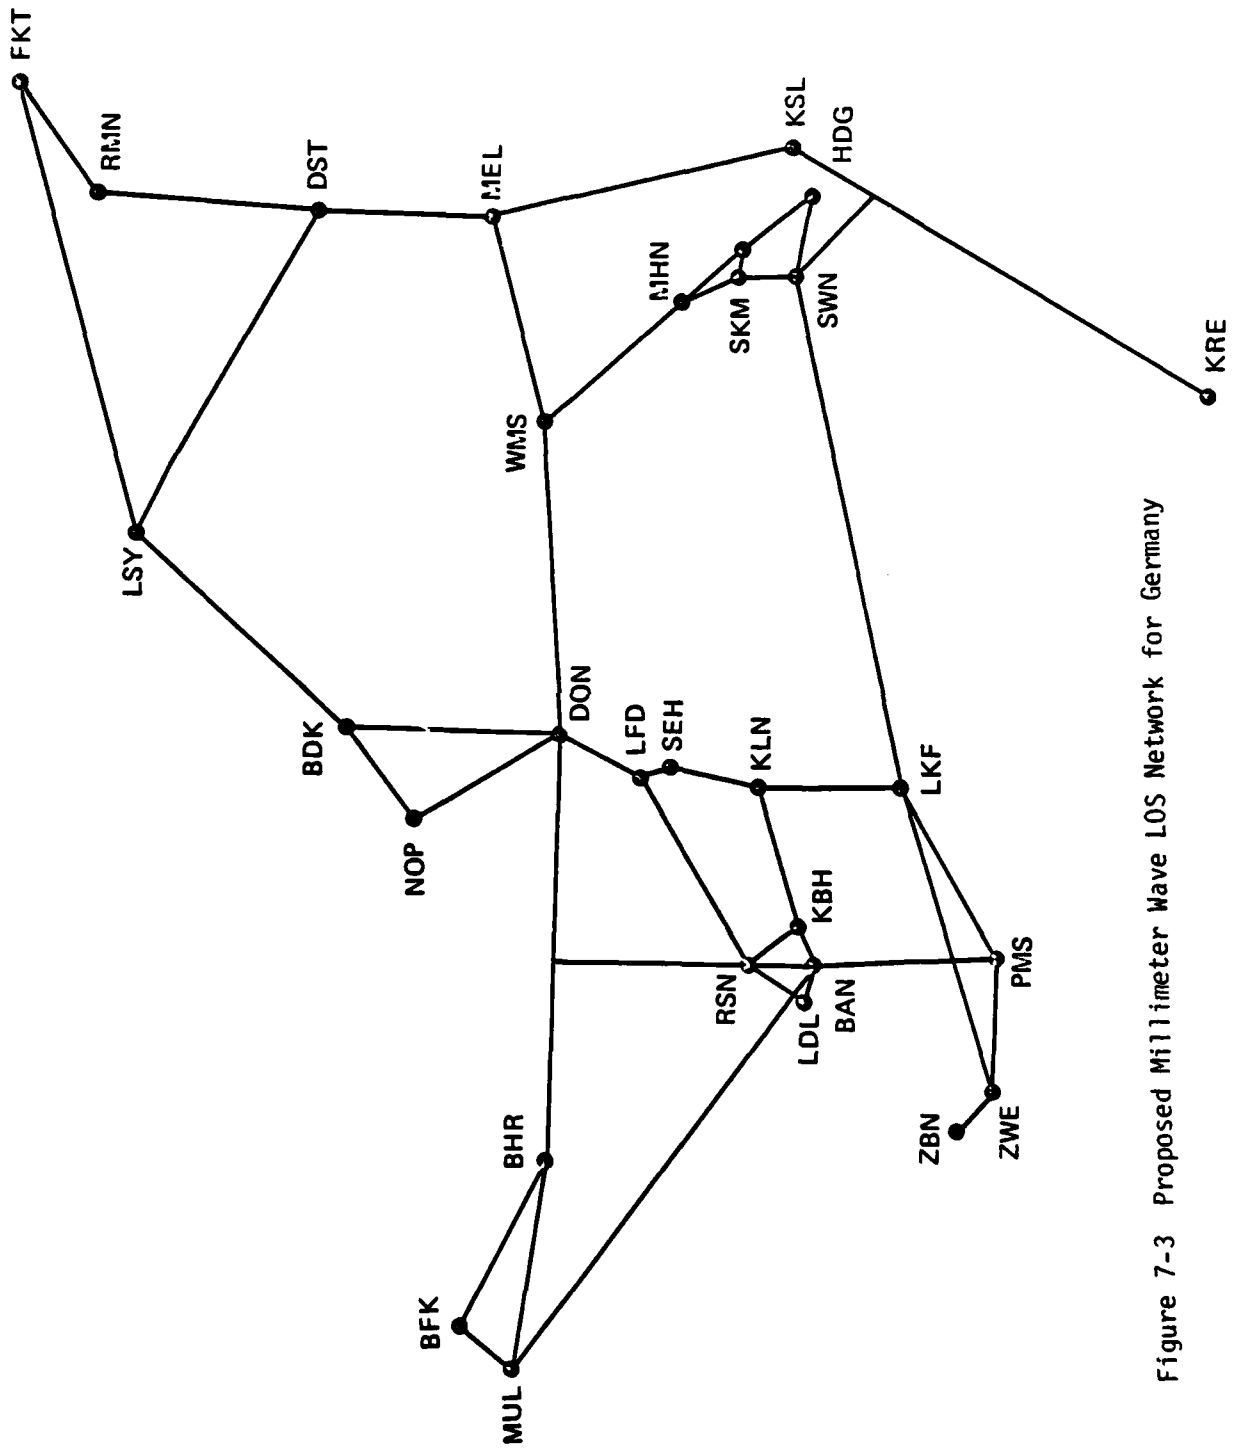 FKT
RMN
DST
MEL
KSL
HDG
MHN
SKM
SWN
KRE
WMS
LSY
BDK
NOP
DON
LFD
SEH
KLN
LKF
KBH
RSN
LDL
BAN
PMS
BHR
ZBN
ZWE
BFK
MUL
Figure 7-3 Proposed Millimeter Wave LOS Network for Germany